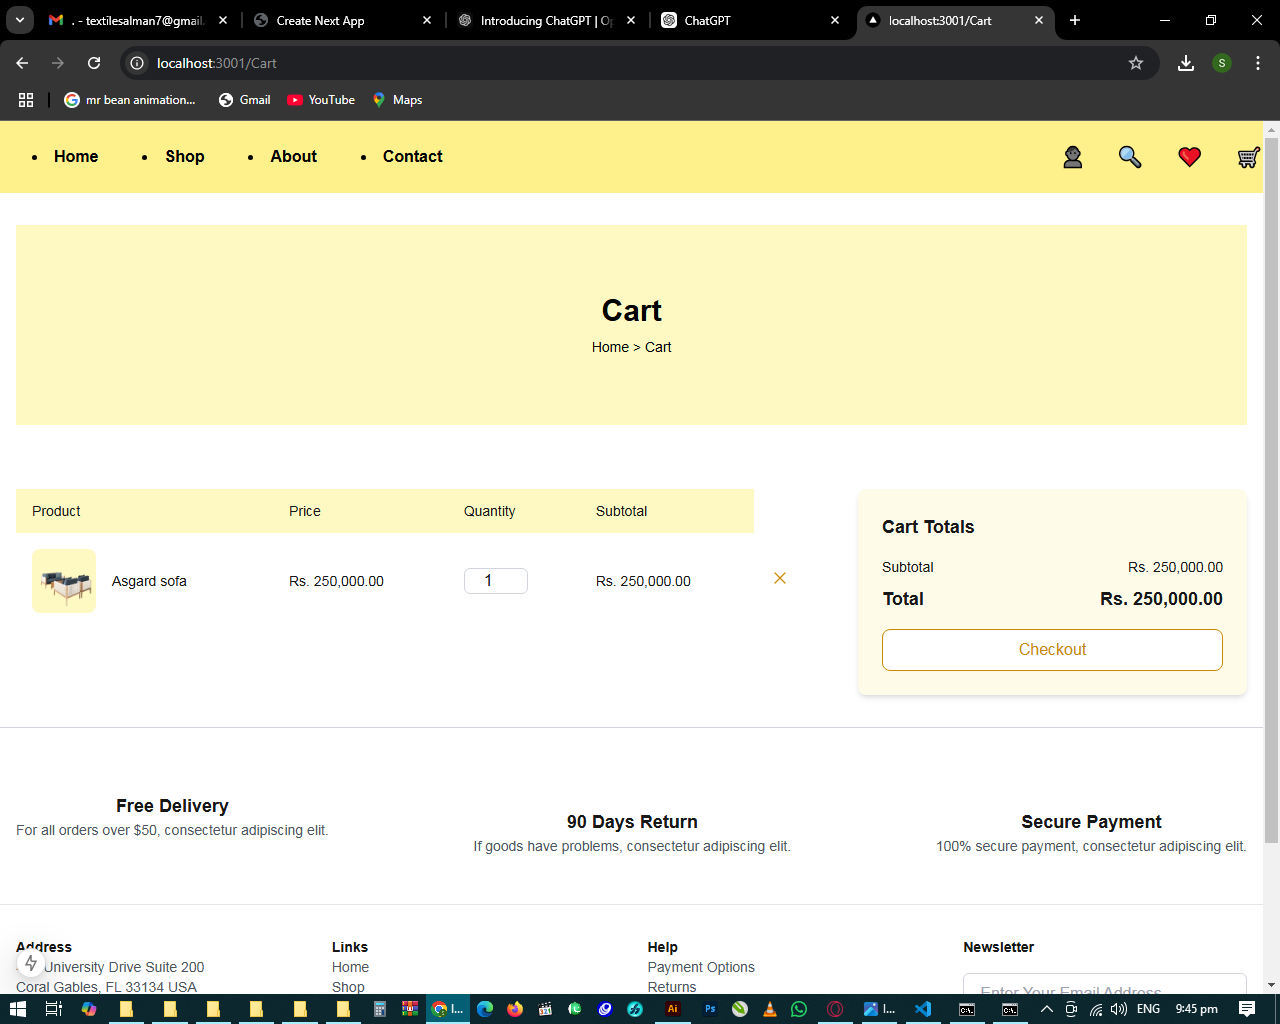 . - textilesalman7@gmail.
Create Next App
Introducing ChatGPT | Op
ChatGPT
localhost:3001/Cart
localhost:3001/Cart
S
mr bean animation...
Gmail
YouTube
Maps
Home
Shop
About
Contact
Cart
Home > Cart
Product
Price
Quantity
Subtotal
Asgard sofa
Rs. 250,000.00
1
Rs. 250,000.00
Cart Totals
Subtotal
Rs. 250,000.00
Total
Rs. 250,000.00
Checkout
Free Delivery
For all orders over $50, consectetur adipiscing elit.
90 Days Return
If goods have problems, consectetur adipiscing elit.
Secure Payment
100% secure payment, consectetur adipiscing elit.
Address
University Drive Suite 200
Coral Gables, FL 33134 USA
Links
Home
Shop
Help
Payment Options
Returns
Newsletter
Enter Your Email Address
I...
Ai
Ps
I...
ENG
9:45 pm